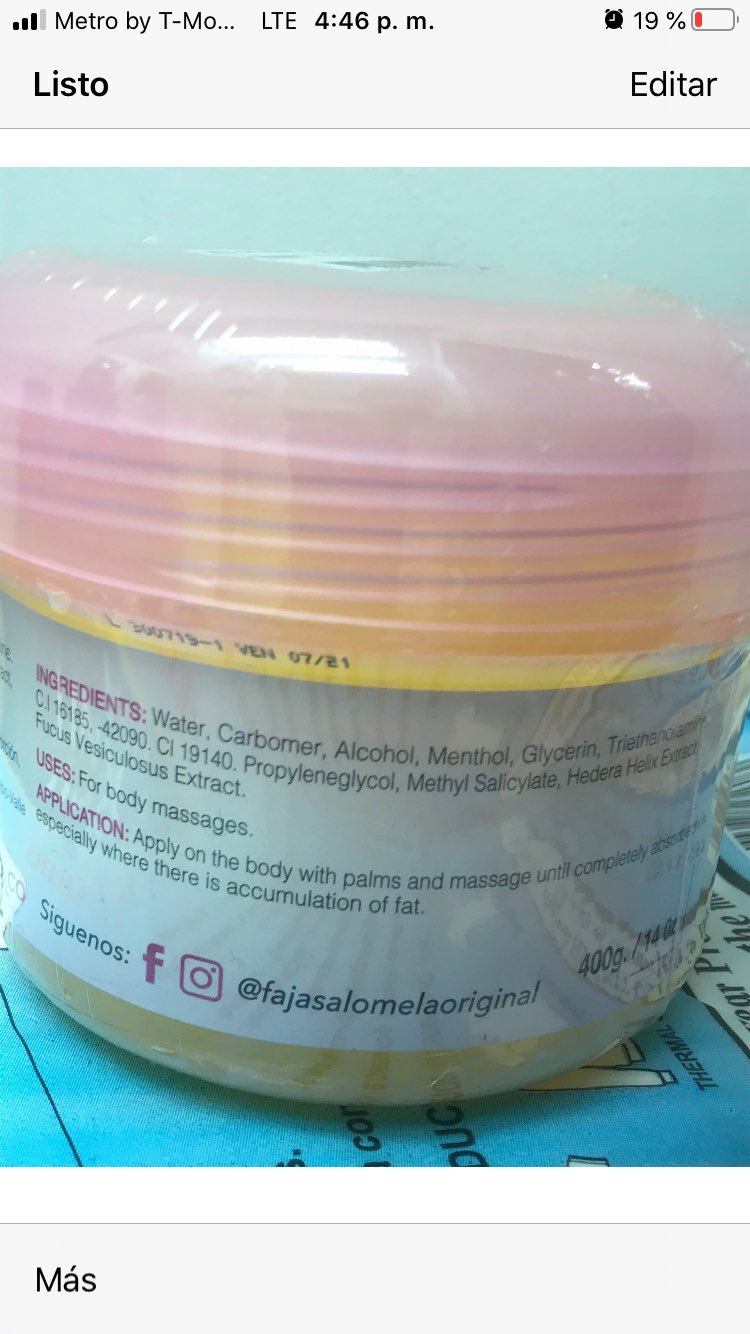 Metro by T-Mo... LTE 4:46 p. m. 19 %
Listo Editar
L 300719-1 VEN 07/21
INGREDIENTS: Water, Carbomer, Alcohol, Menthol, Glycerin, Triethanolamine
C.I 16185. -42090. CI 19140. Propyleneglycol, Methyl Salicylate, Hedera Helix Extract
Fucus Vesiculosus Extract.
USES: For body massages.
APPLICATION: Apply on the body with palms and massage until completely
especially where there is accumulation of fat.
Siguenos: @fajasalomelaoriginal
400g. / 14 oz
THERMAL
Más